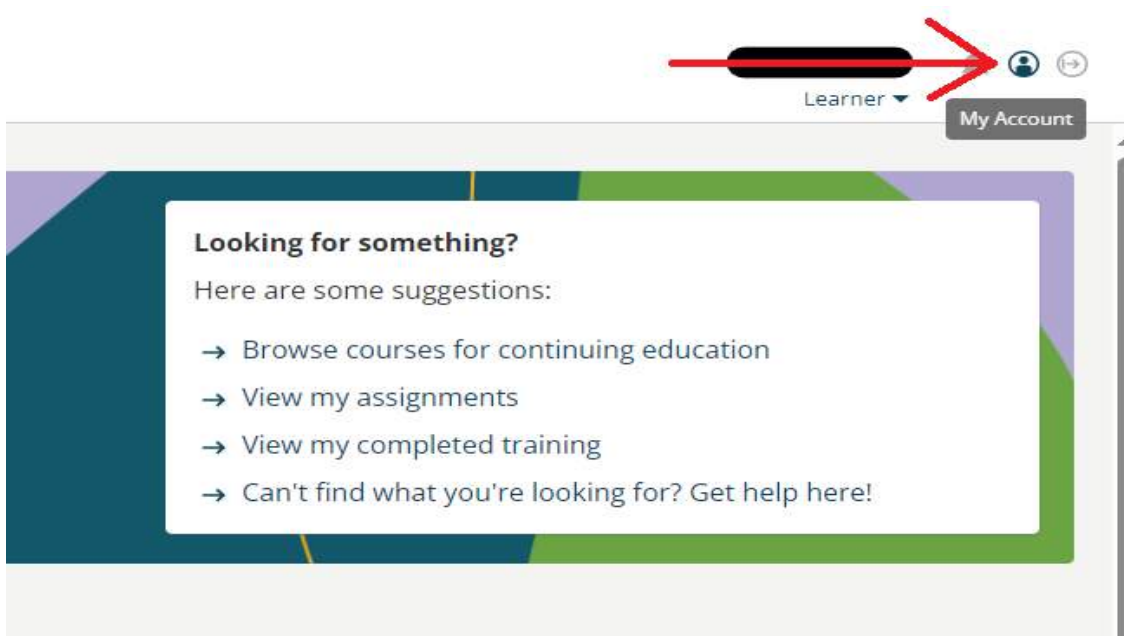 Learner
My Account
Looking for something?
Here are some suggestions:
→ Browse courses for continuing education
→ View my assignments
→ View my completed training
→ Can't find what you're looking for? Get help here!